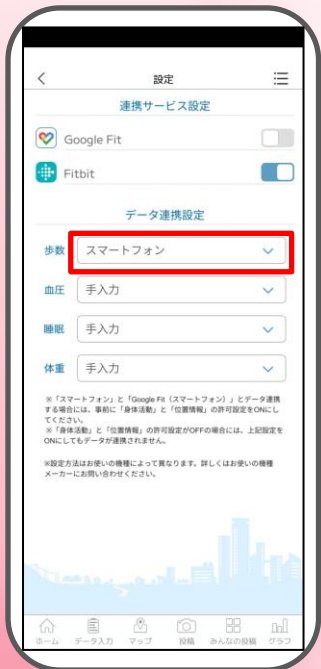 設定
連携サービス設定
Google Fit
Fitbit
データ連携設定
歩数 スマートフォン
血圧 手入力
睡眠 手入力
体重 手入力
※「スマートフォン」と「Google Fit（スマートフォン）」とデータ連携
する場合には、事前に「身体活動」と「位置情報」の許可設定をONにし
てください。
※「身体活動」と「位置情報」の許可設定がOFFの場合には、上記設定を
ONにしてもデータが連携されません。
※設定方法はお使いの機種によって異なります。詳しくはお使いの機種
メーカーにお問い合わせください。
ホーム データ入力 マップ 投稿 みんなの投稿 グラフ